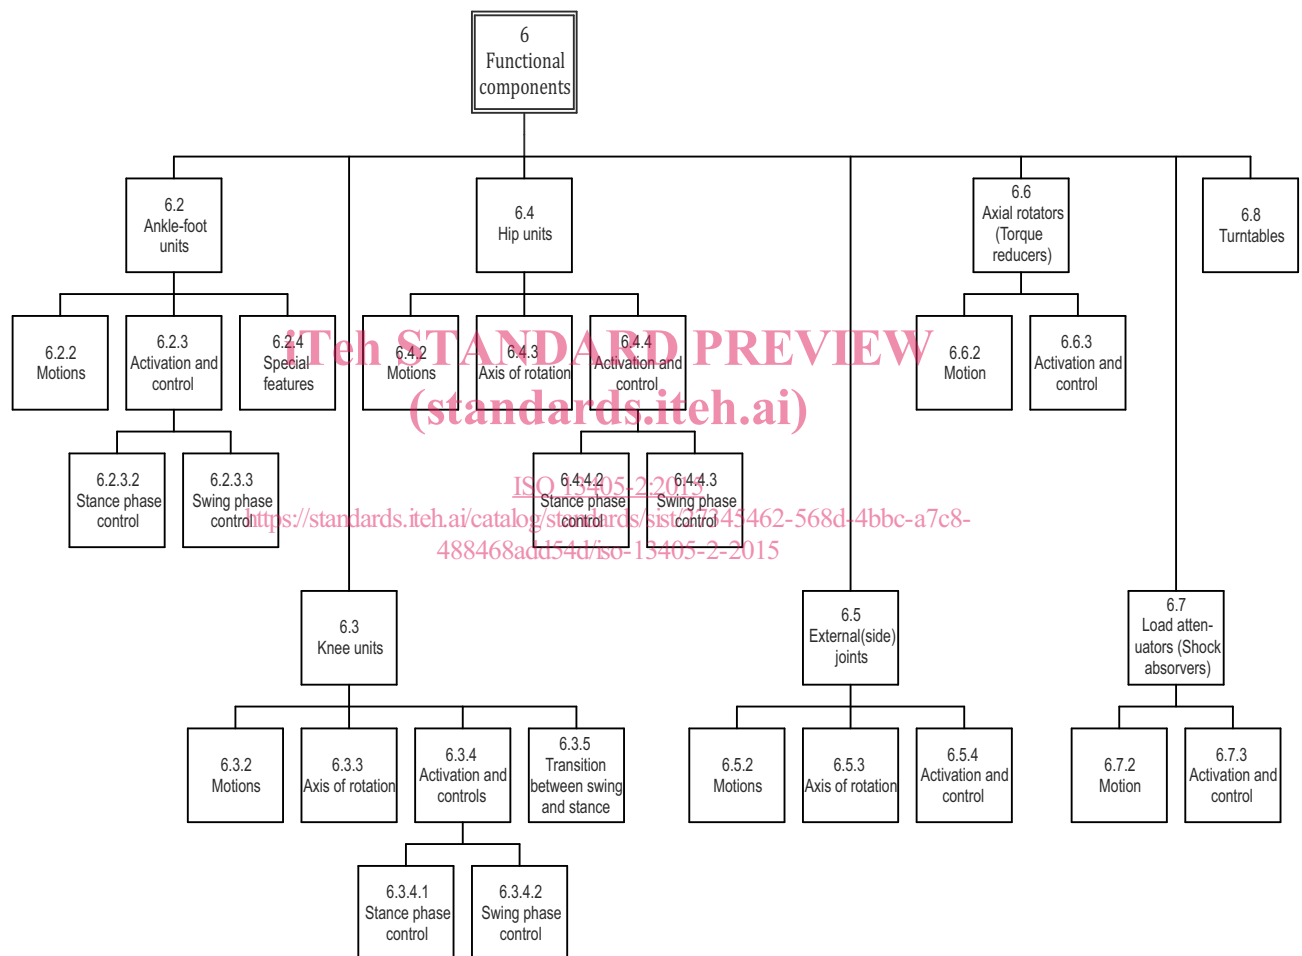 6
Functional
components
6.2
Ankle-foot
units
6.4
Hip units
6.6
Axial rotators
(Torque
reducers)
6.8
Turntables
6.2.2
Motions
6.2.3
Activation and
control
6.2.4
Special
features
6.4.2
Motions
6.4.3
Axis of rotation
6.4.4
Activation and
control
6.6.2
Motion
6.6.3
Activation and
control
iTeh STANDARD PREVIEW
(standards.iteh.ai)
6.2.3.2
Stance phase
control
6.2.3.3
Swing phase
control
6.4.4.2
Stance phase
control
6.4.4.3
Swing phase
control
ISO 13405-2:2015
https://standards.iteh.ai/catalog/standards/sist/27345462-568d-4bbc-a7c8-
488468add54d/iso-13405-2-2015
6.3
Knee units
6.5
External(side)
joints
6.7
Load atten-
uators (Shock
absorvers)
6.3.2
Motions
6.3.3
Axis of rotation
6.3.4
Activation and
controls
6.3.5
Transition
between swing
and stance
6.5.2
Motions
6.5.3
Axis of rotation
6.5.4
Activation and
control
6.7.2
Motion
6.7.3
Activation and
control
6.3.4.1
Stance phase
control
6.3.4.2
Swing phase
control